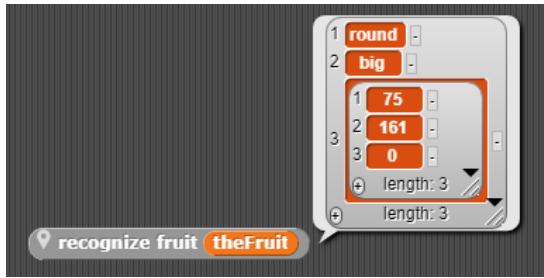 1 round -
2 big -
3
1 75 -
2 161 -
3 0 -
length: 3
-
length: 3
recognize fruit theFruit